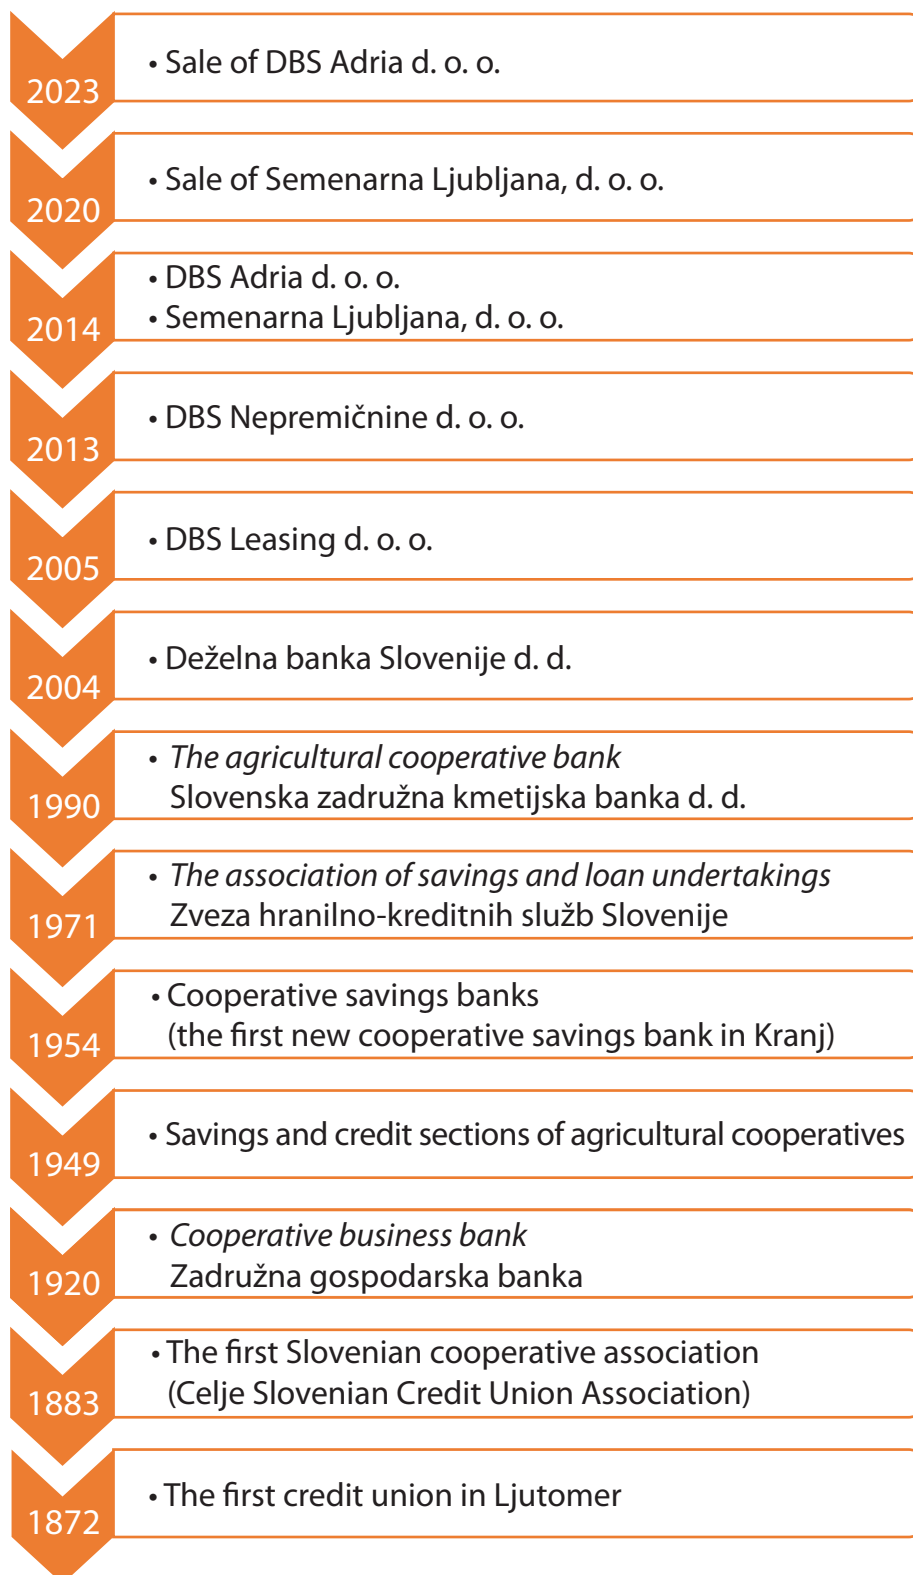 2023
• Sale of DBS Adria d. o. o.
2020
• Sale of Semenarna Ljubljana, d. o. o.
2014
• DBS Adria d. o. o.
• Semenarna Ljubljana, d. o. o.
2013
• DBS Nepremičnine d. o. o.
2005
• DBS Leasing d. o. o.
2004
• Deželna banka Slovenije d. d.
1990
• The agricultural cooperative bank
Slovenska zadružna kmetijska banka d. d.
1971
• The association of savings and loan undertakings
Zveza hranilno-kreditnih služb Slovenije
1954
• Cooperative savings banks
(the first new cooperative savings bank in Kranj)
1949
• Savings and credit sections of agricultural cooperatives
1920
• Cooperative business bank
Zadružna gospodarska banka
1883
• The first Slovenian cooperative association
(Celje Slovenian Credit Union Association)
1872
• The first credit union in Ljutomer